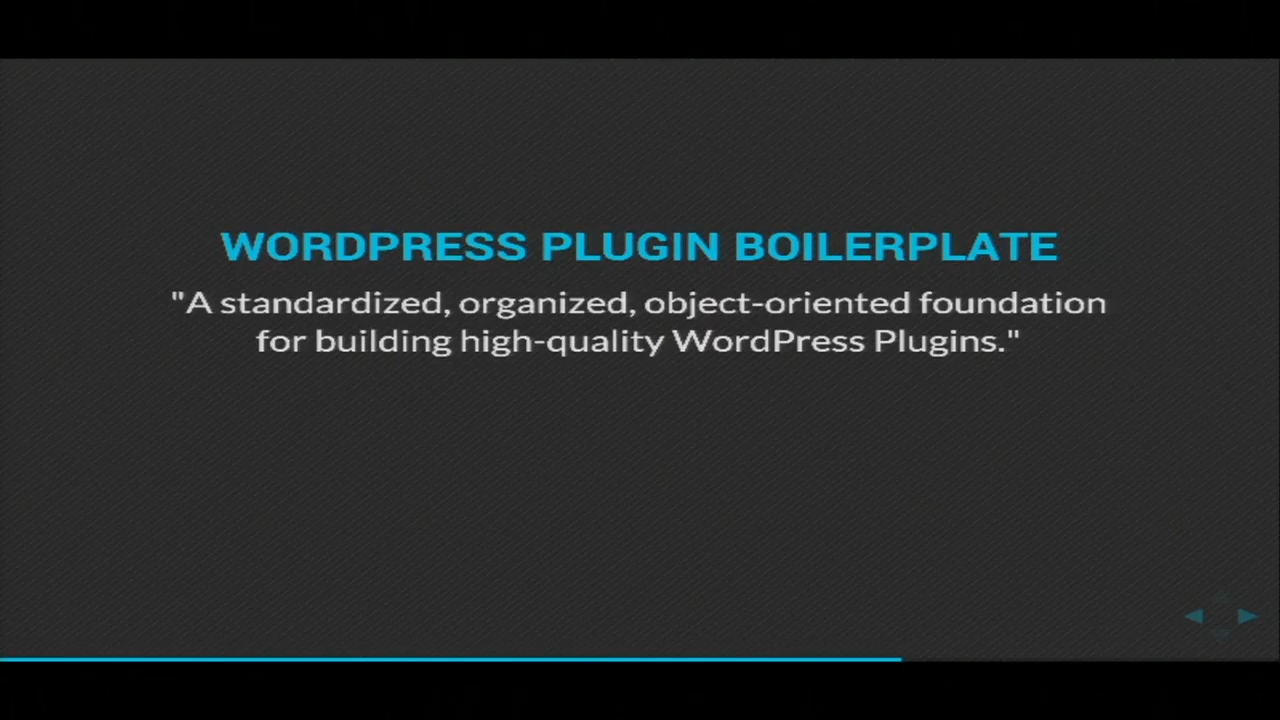 WORDPRESS PLUGIN BOILERPLATE
"A standardized, organized, object-oriented foundation
for building high-quality WordPress Plugins."